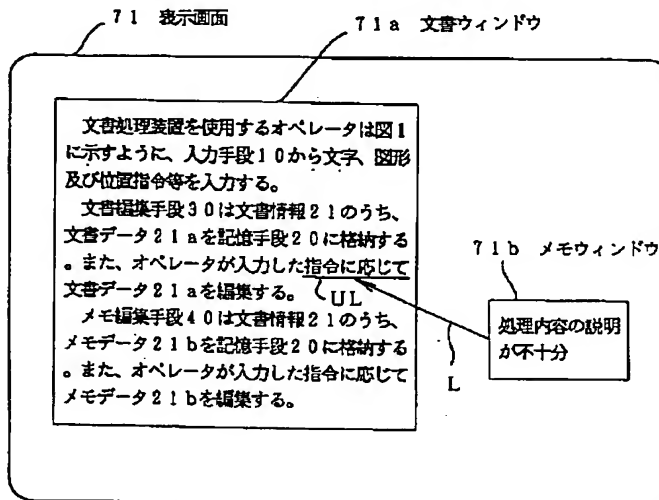 71 表示画面
71a 文書ウィンドウ
文書処理装置を使用するオペレータは図1
に示すように、入力手段10から文字、図形
及び位置指令等を入力する。
文書編集手段30は文書情報21のうち、
文書データ21aを記憶手段20に格納する
。また、オペレータが入力した指令に応じて
文書データ21aを編集する。
UL
メモ編集手段40は文書情報21のうち、
メモデータ21bを記憶手段20に格納する
。また、オペレータが入力した指令に応じて
メモデータ21bを編集する。
71b メモウィンドウ
処理内容の説明
が不十分
L